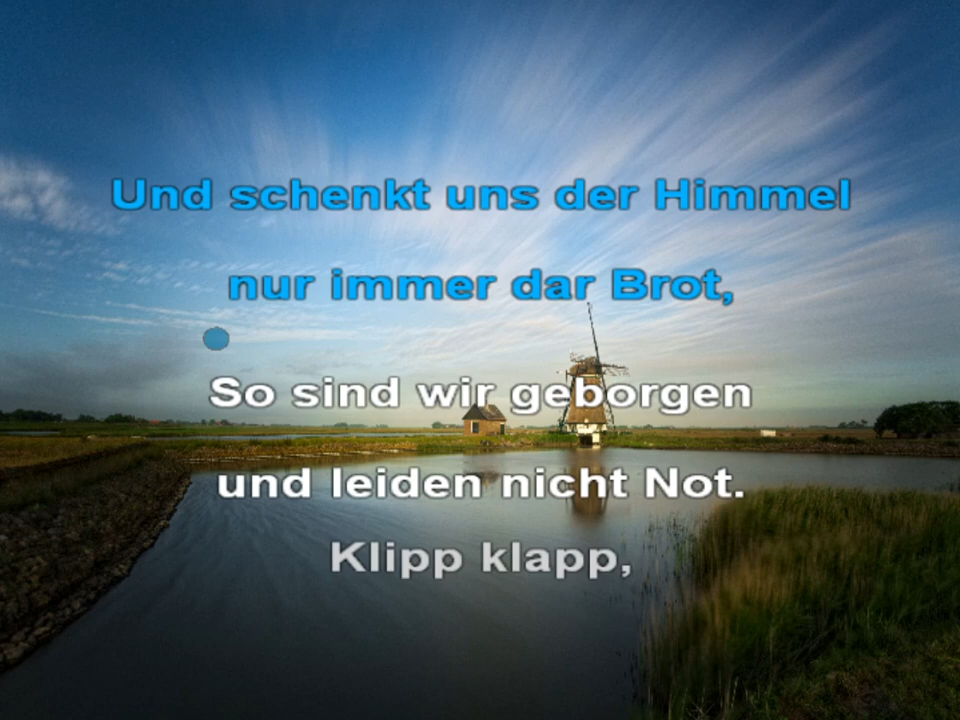 Und schenkt uns der Himmel
nur immer dar Brot,
So sind wir geborgen
und leiden nicht Not.
Klipp klapp,